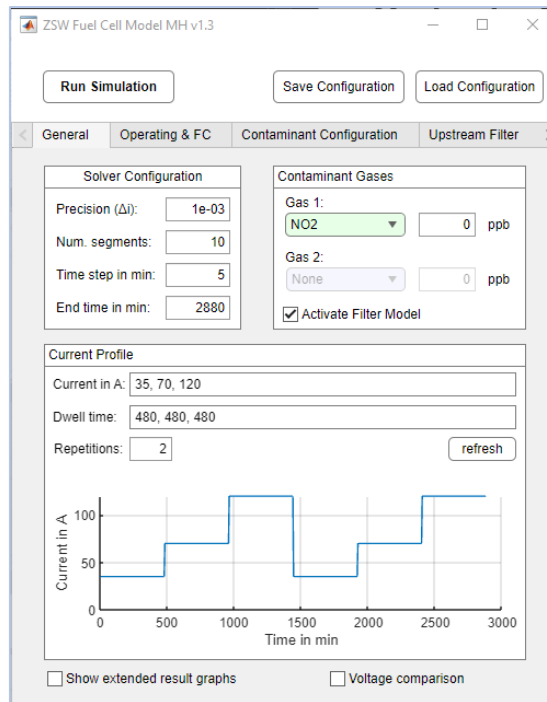 ZSW Fuel Cell Model MH v1.3
Run Simulation Save Configuration Load Configuration
General Operating & FC Contaminant Configuration Upstream Filter
Solver Configuration
Precision (Δi): 1e-03
Num. segments: 10
Time step in min: 5
End time in min: 2880
Contaminant Gases
Gas 1:
NO2 0 ppb
Gas 2:
None 0 ppb
Activate Filter Model
Current Profile
Current in A: 35, 70, 120
Dwell time: 480, 480, 480
Repetitions: 2 refresh
Current in A
100
50
0
0 500 1000 1500 2000 2500 3000
Time in min
Show extended result graphs Voltage comparison